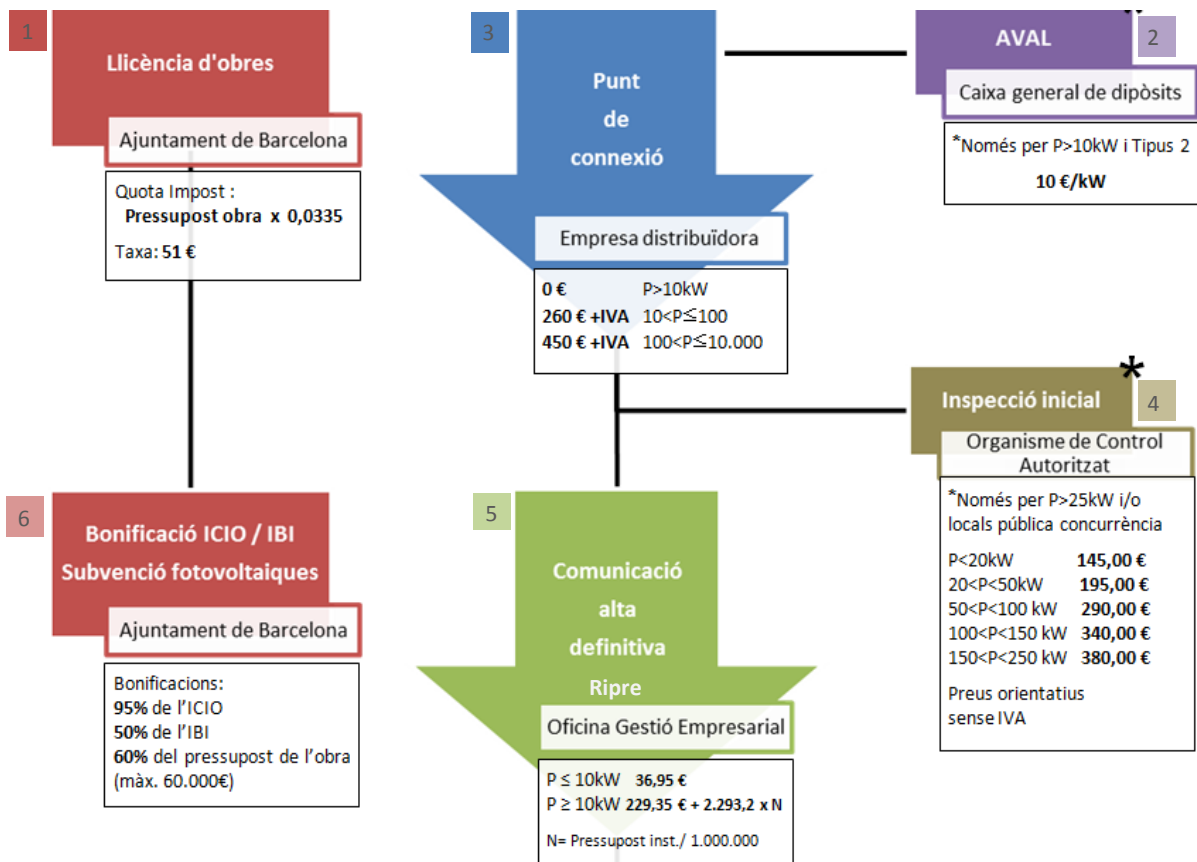 1
Llicència d'obres
Ajuntament de Barcelona
Quota Impost :
Pressupost obra x 0,0335
Taxa: 51 €
3
Punt
de
connexió
Empresa distribuïdora
0 € P>10kW
260 € +IVA 10<P≤100
450 € +IVA 100<P≤10.000
*
2
AVAL
Caixa general de dipòsits
*Només per P>10kW i Tipus 2
10 €/kW
*
4
Inspecció inicial
Organisme de Control
Autoritzat
*Només per P>25kW i/o
locals pública concurrència
P<20kW 145,00 €
20<P<50kW 195,00 €
50<P<100 kW 290,00 €
100<P<150 kW 340,00 €
150<P<250 kW 380,00 €
Preus orientatius
sense IVA
6
Bonificació ICIO / IBI
Subvenció fotovoltaiques
Ajuntament de Barcelona
Bonificacions:
95% de l'ICIO
50% de l'IBI
60% del pressupost de l'obra
(màx. 60.000€)
5
Comunicació
alta
definitiva
Ripre
Oficina Gestió Empresarial
P ≤ 10kW 36,95 €
P ≥ 10kW 229,35 € + 2.293,2 x N
N= Pressupost inst./ 1.000.000